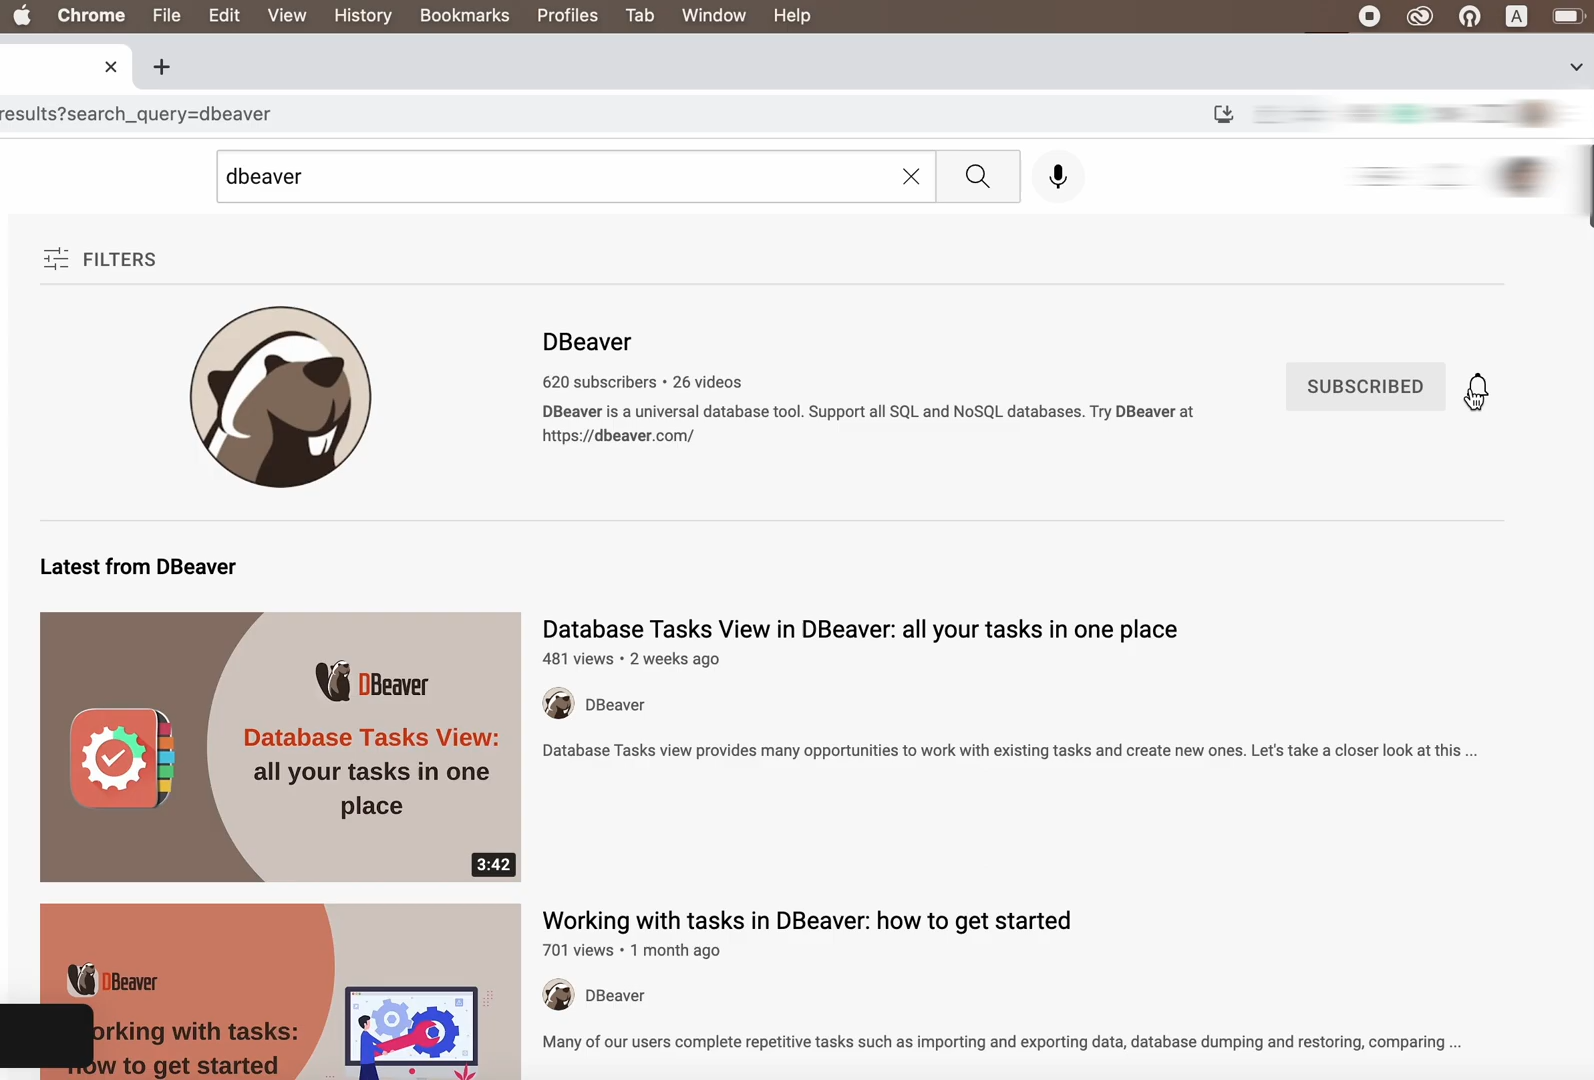 Chrome File Edit View History Bookmarks Profiles Tab Window Help
A
results?search_query=dbeaver
dbeaver
FILTERS
DBeaver
620 subscribers • 26 videos
DBeaver is a universal database tool. Support all SQL and NoSQL databases. Try DBeaver at
https://dbeaver.com/
SUBSCRIBED
Latest from DBeaver
DBeaver
Database Tasks View:
all your tasks in one
place
3:42
Database Tasks View in DBeaver: all your tasks in one place
481 views • 2 weeks ago
DBeaver
Database Tasks view provides many opportunities to work with existing tasks and create new ones. Let's take a closer look at this ...
DBeaver
orking with tasks:
how to get started
Working with tasks in DBeaver: how to get started
701 views • 1 month ago
DBeaver
Many of our users complete repetitive tasks such as importing and exporting data, database dumping and restoring, comparing ...